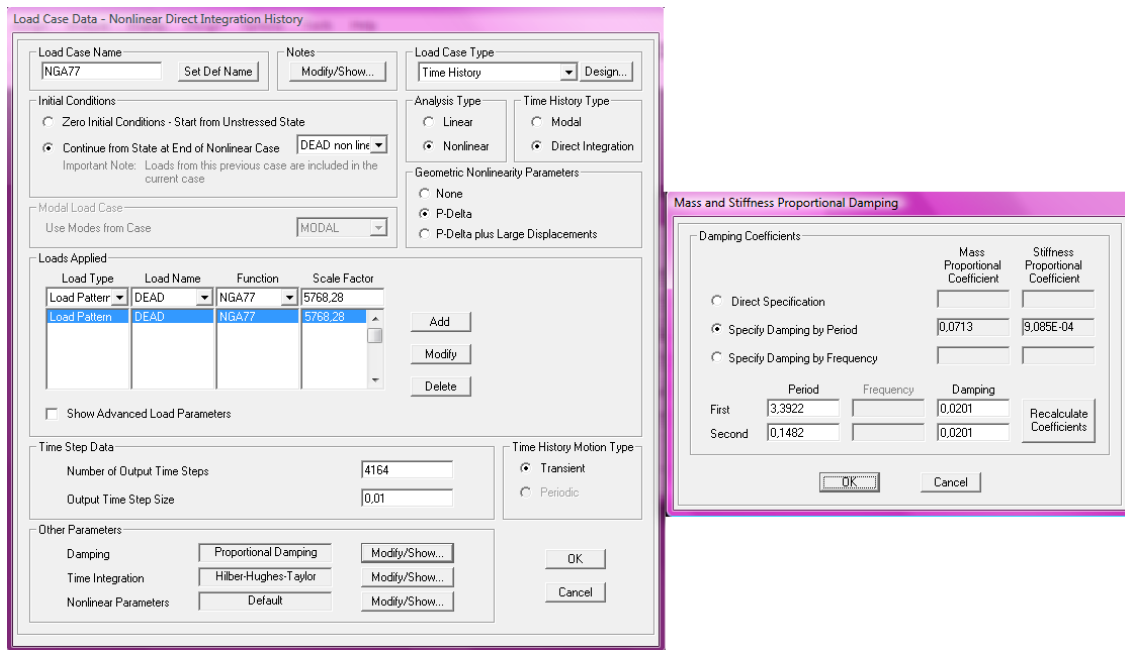 Load Case Data - Nonlinear Direct Integration History
Load Case Name
NGA77
Set Def Name
Notes
Modify/Show...
Load Case Type
Time History
Design...
Initial Conditions
Zero Initial Conditions - Start from Unstressed State
Continue from State at End of Nonlinear Case
DEAD non line
Important Note: Loads from this previous case are included in the
current case
Analysis Type
Linear
Nonlinear
Time History Type
Modal
Direct Integration
Geometric Nonlinearity Parameters
None
P-Delta
P-Delta plus Large Displacements
Modal Load Case
Use Modes from Case
MODAL
Loads Applied
Load Type Load Name Function Scale Factor
Load Patterr DEAD NGA77 5768,28
Load Pattern DEAD NGA77 5768,28
Add
Modify
Delete
Show Advanced Load Parameters
Time Step Data
Number of Output Time Steps 4164
Output Time Step Size 0,01
Time History Motion Type
Transient
Periodic
Other Parameters
Damping Proportional Damping Modify/Show...
Time Integration Hilber-Hughes-Taylor Modify/Show...
Nonlinear Parameters Default Modify/Show...
OK
Cancel
Mass and Stiffness Proportional Damping
Damping Coefficients
Mass
Proportional
Coefficient
Stiffness
Proportional
Coefficient
Direct Specification
Specify Damping by Period 0,0713 9,085E-04
Specify Damping by Frequency
Period Frequency Damping
First 3,3922 0,0201
Second 0,1482 0,0201
Recalculate
Coefficients
OK
Cancel